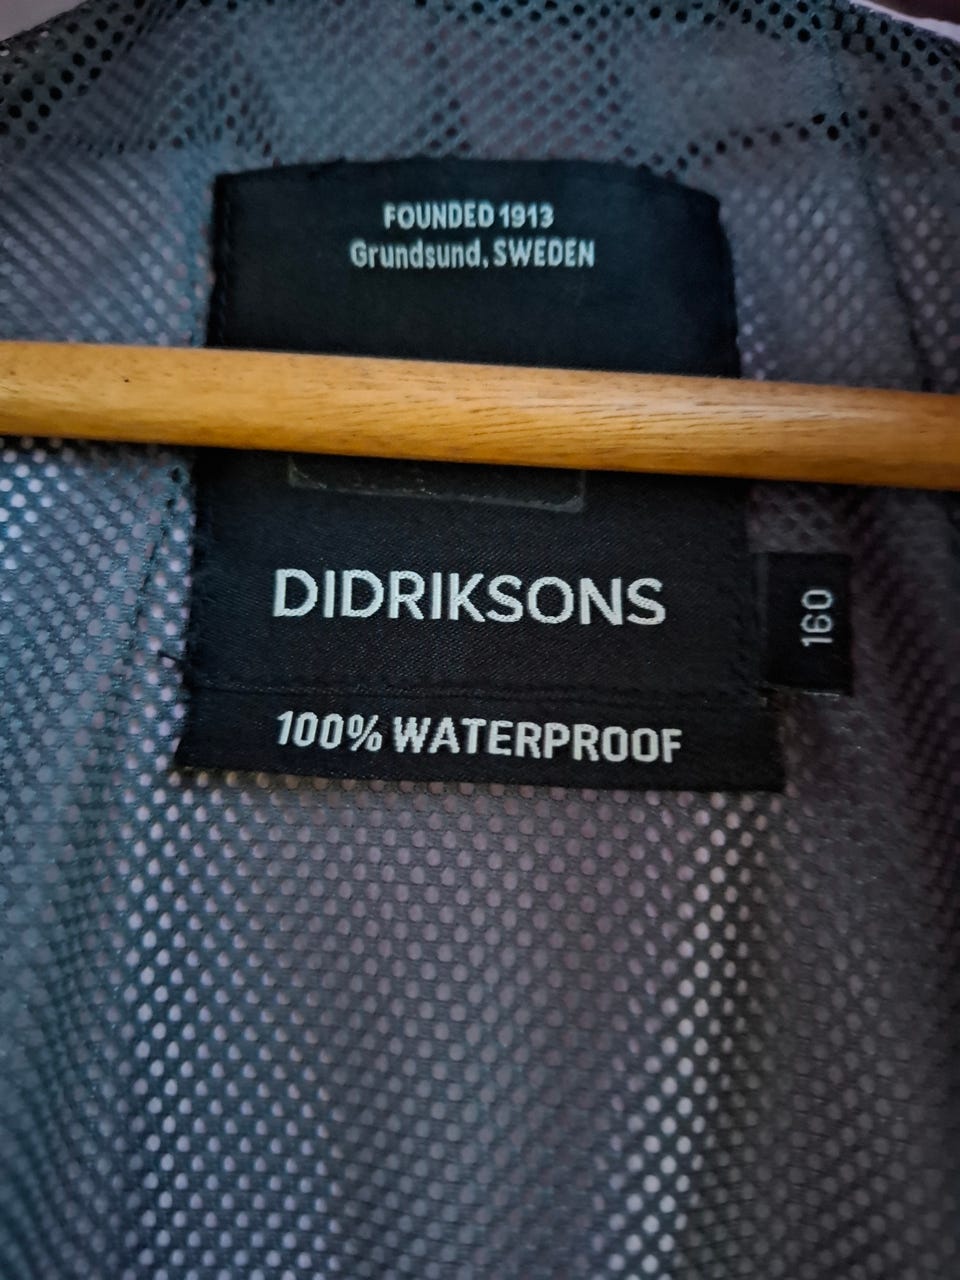 FOUNDED 1913
Grundsund, SWEDEN
DIDRIKSONS
160
100% WATERPROOF